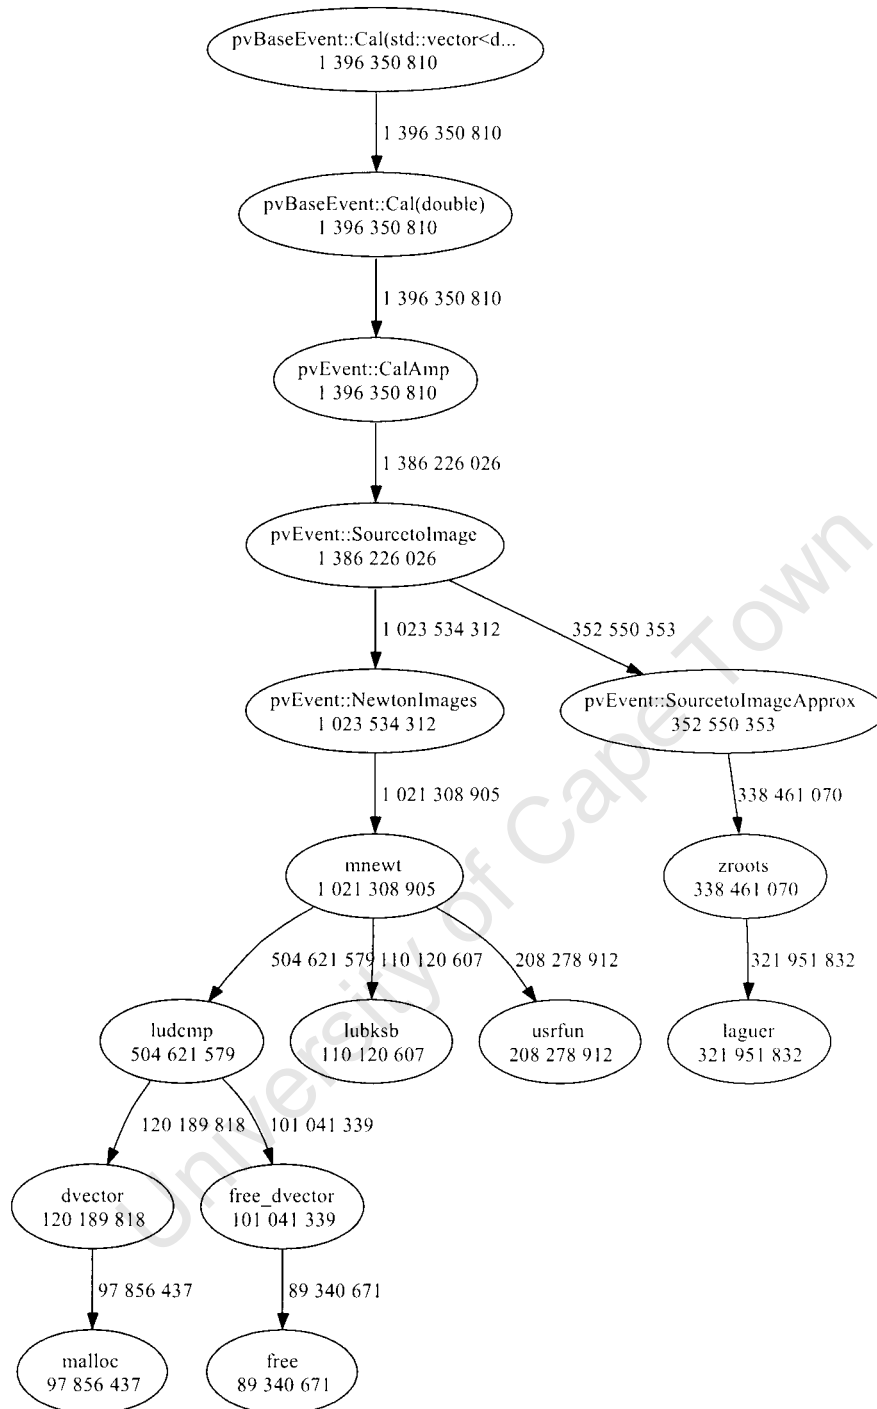 pvBaseEvent::Cal(std::vector<d...
1 396 350 810
1 396 350 810
pvBaseEvent::Cal(double)
1 396 350 810
1 396 350 810
pvEvent::CalAmp
1 396 350 810
1 386 226 026
pvEvent::SourcetoImage
1 386 226 026
1 023 534 312
352 550 353
pvEvent::NewtonImages
1 023 534 312
pvEvent::SourcetoImageApprox
352 550 353
1 021 308 905
338 461 070
mnewt
1 021 308 905
zroots
338 461 070
504 621 579
110 120 607
208 278 912
321 951 832
ludcmp
504 621 579
lubksb
110 120 607
usrfun
208 278 912
laguer
321 951 832
120 189 818
101 041 339
dvector
120 189 818
free_dvector
101 041 339
97 856 437
89 340 671
malloc
97 856 437
free
89 340 671
University of Cape Town